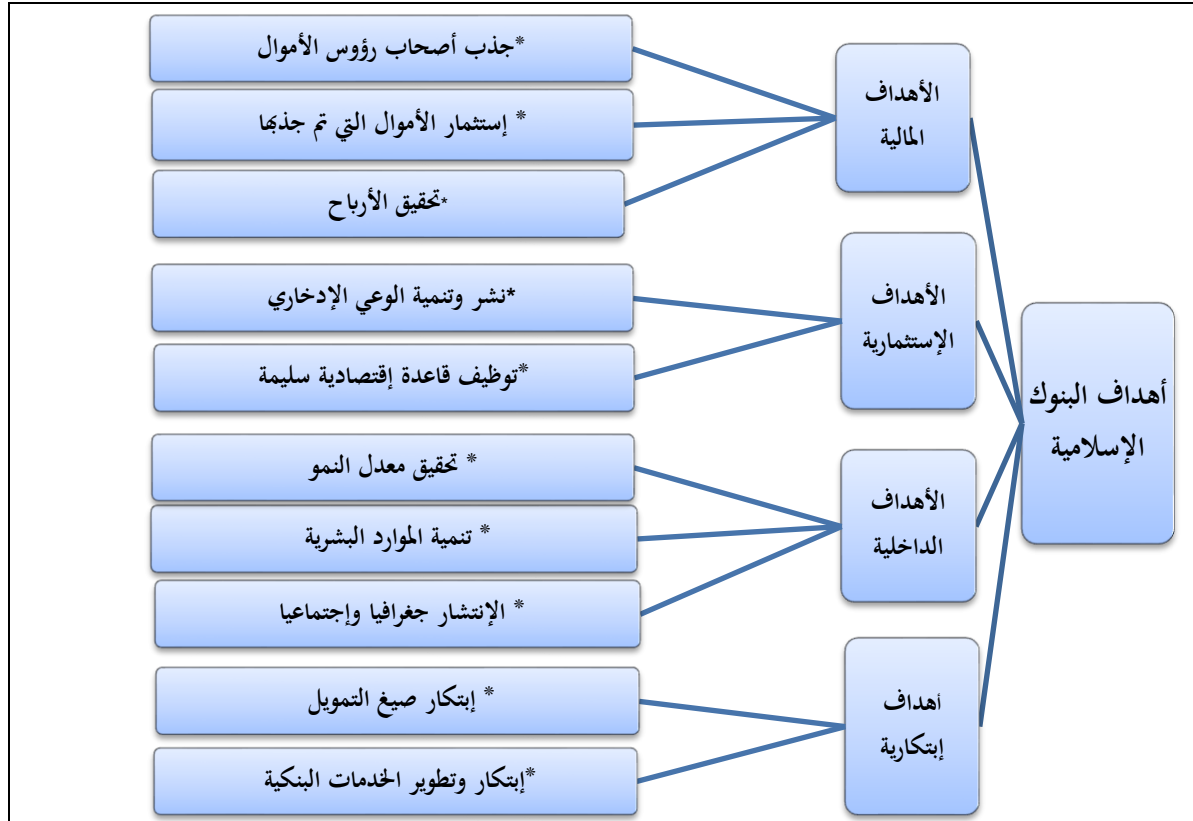 أهداف البنوك
الإسلامية
الأهداف
المالية
*جذب أصحاب رؤوس الأموال
* إستثمار الأموال التي تم جذبها
*تحقيق الأرباح
الأهداف
الإستثمارية
*نشر وتنمية الوعي الإدخاري
*توظيف قاعدة إقتصادية سليمة
الأهداف
الداخلية
* تحقيق معدل النمو
* تنمية الموارد البشرية
* الإنتشار جغرافيا وإجتماعيا
أهداف
إبتكارية
* إبتكار صيغ التمويل
*إبتكار وتطوير الخدمات البنكية